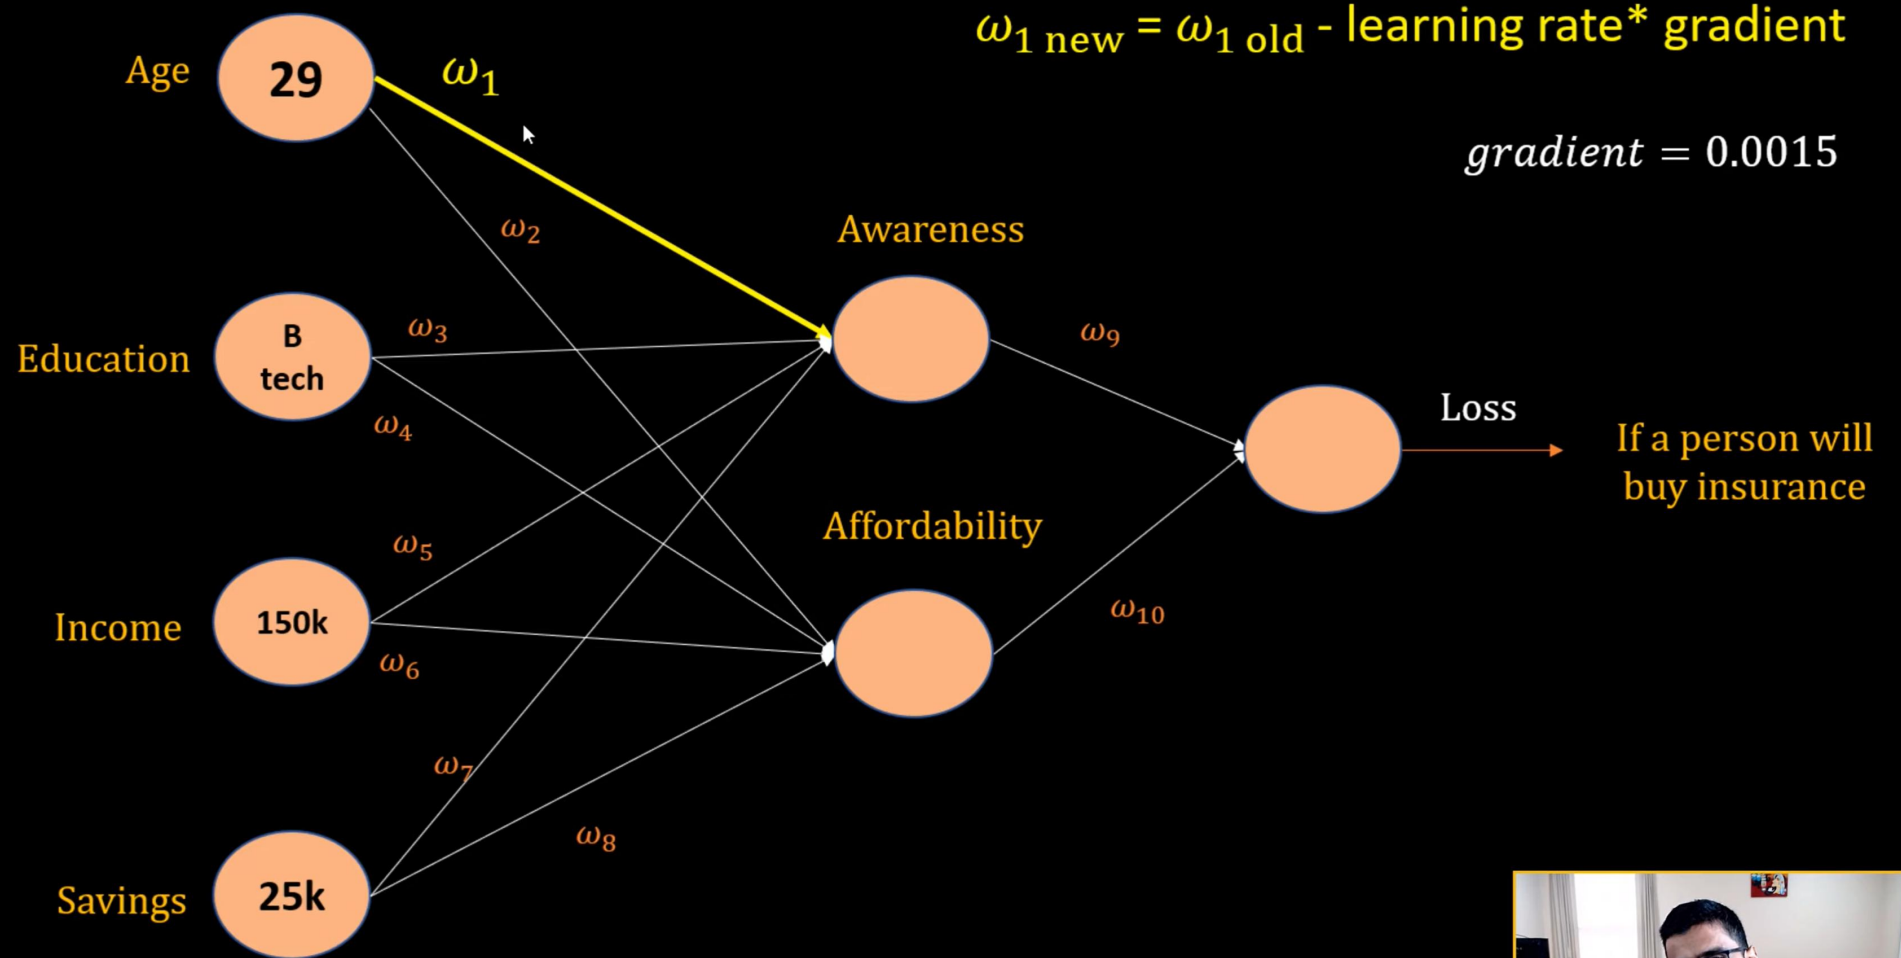 ω₁ new = ω₁ old - learning rate* gradient
Age
29
ω₁
gradient = 0.0015
ω₂
Awareness
Education
B
tech
ω₃
ω₉
ω₄
Loss
If a person will
buy insurance
Affordability
ω₅
Income
150k
ω₆
ω₁₀
ω₇
ω₈
Savings
25k